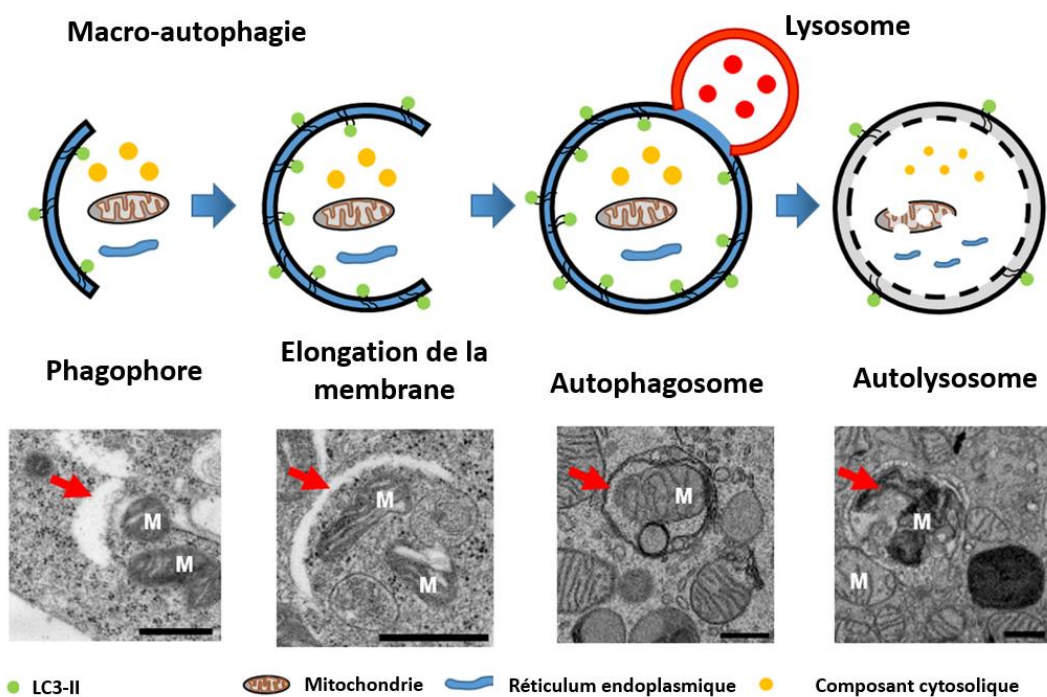 Macro-autophagie
Lysosome
Phagophore
Elongation de la
membrane
Autophagosome
Autolysosome
M
M
M
M
M
M
M
LC3-II
Mitochondrie
Réticulum endoplasmique
Composant cytosolique